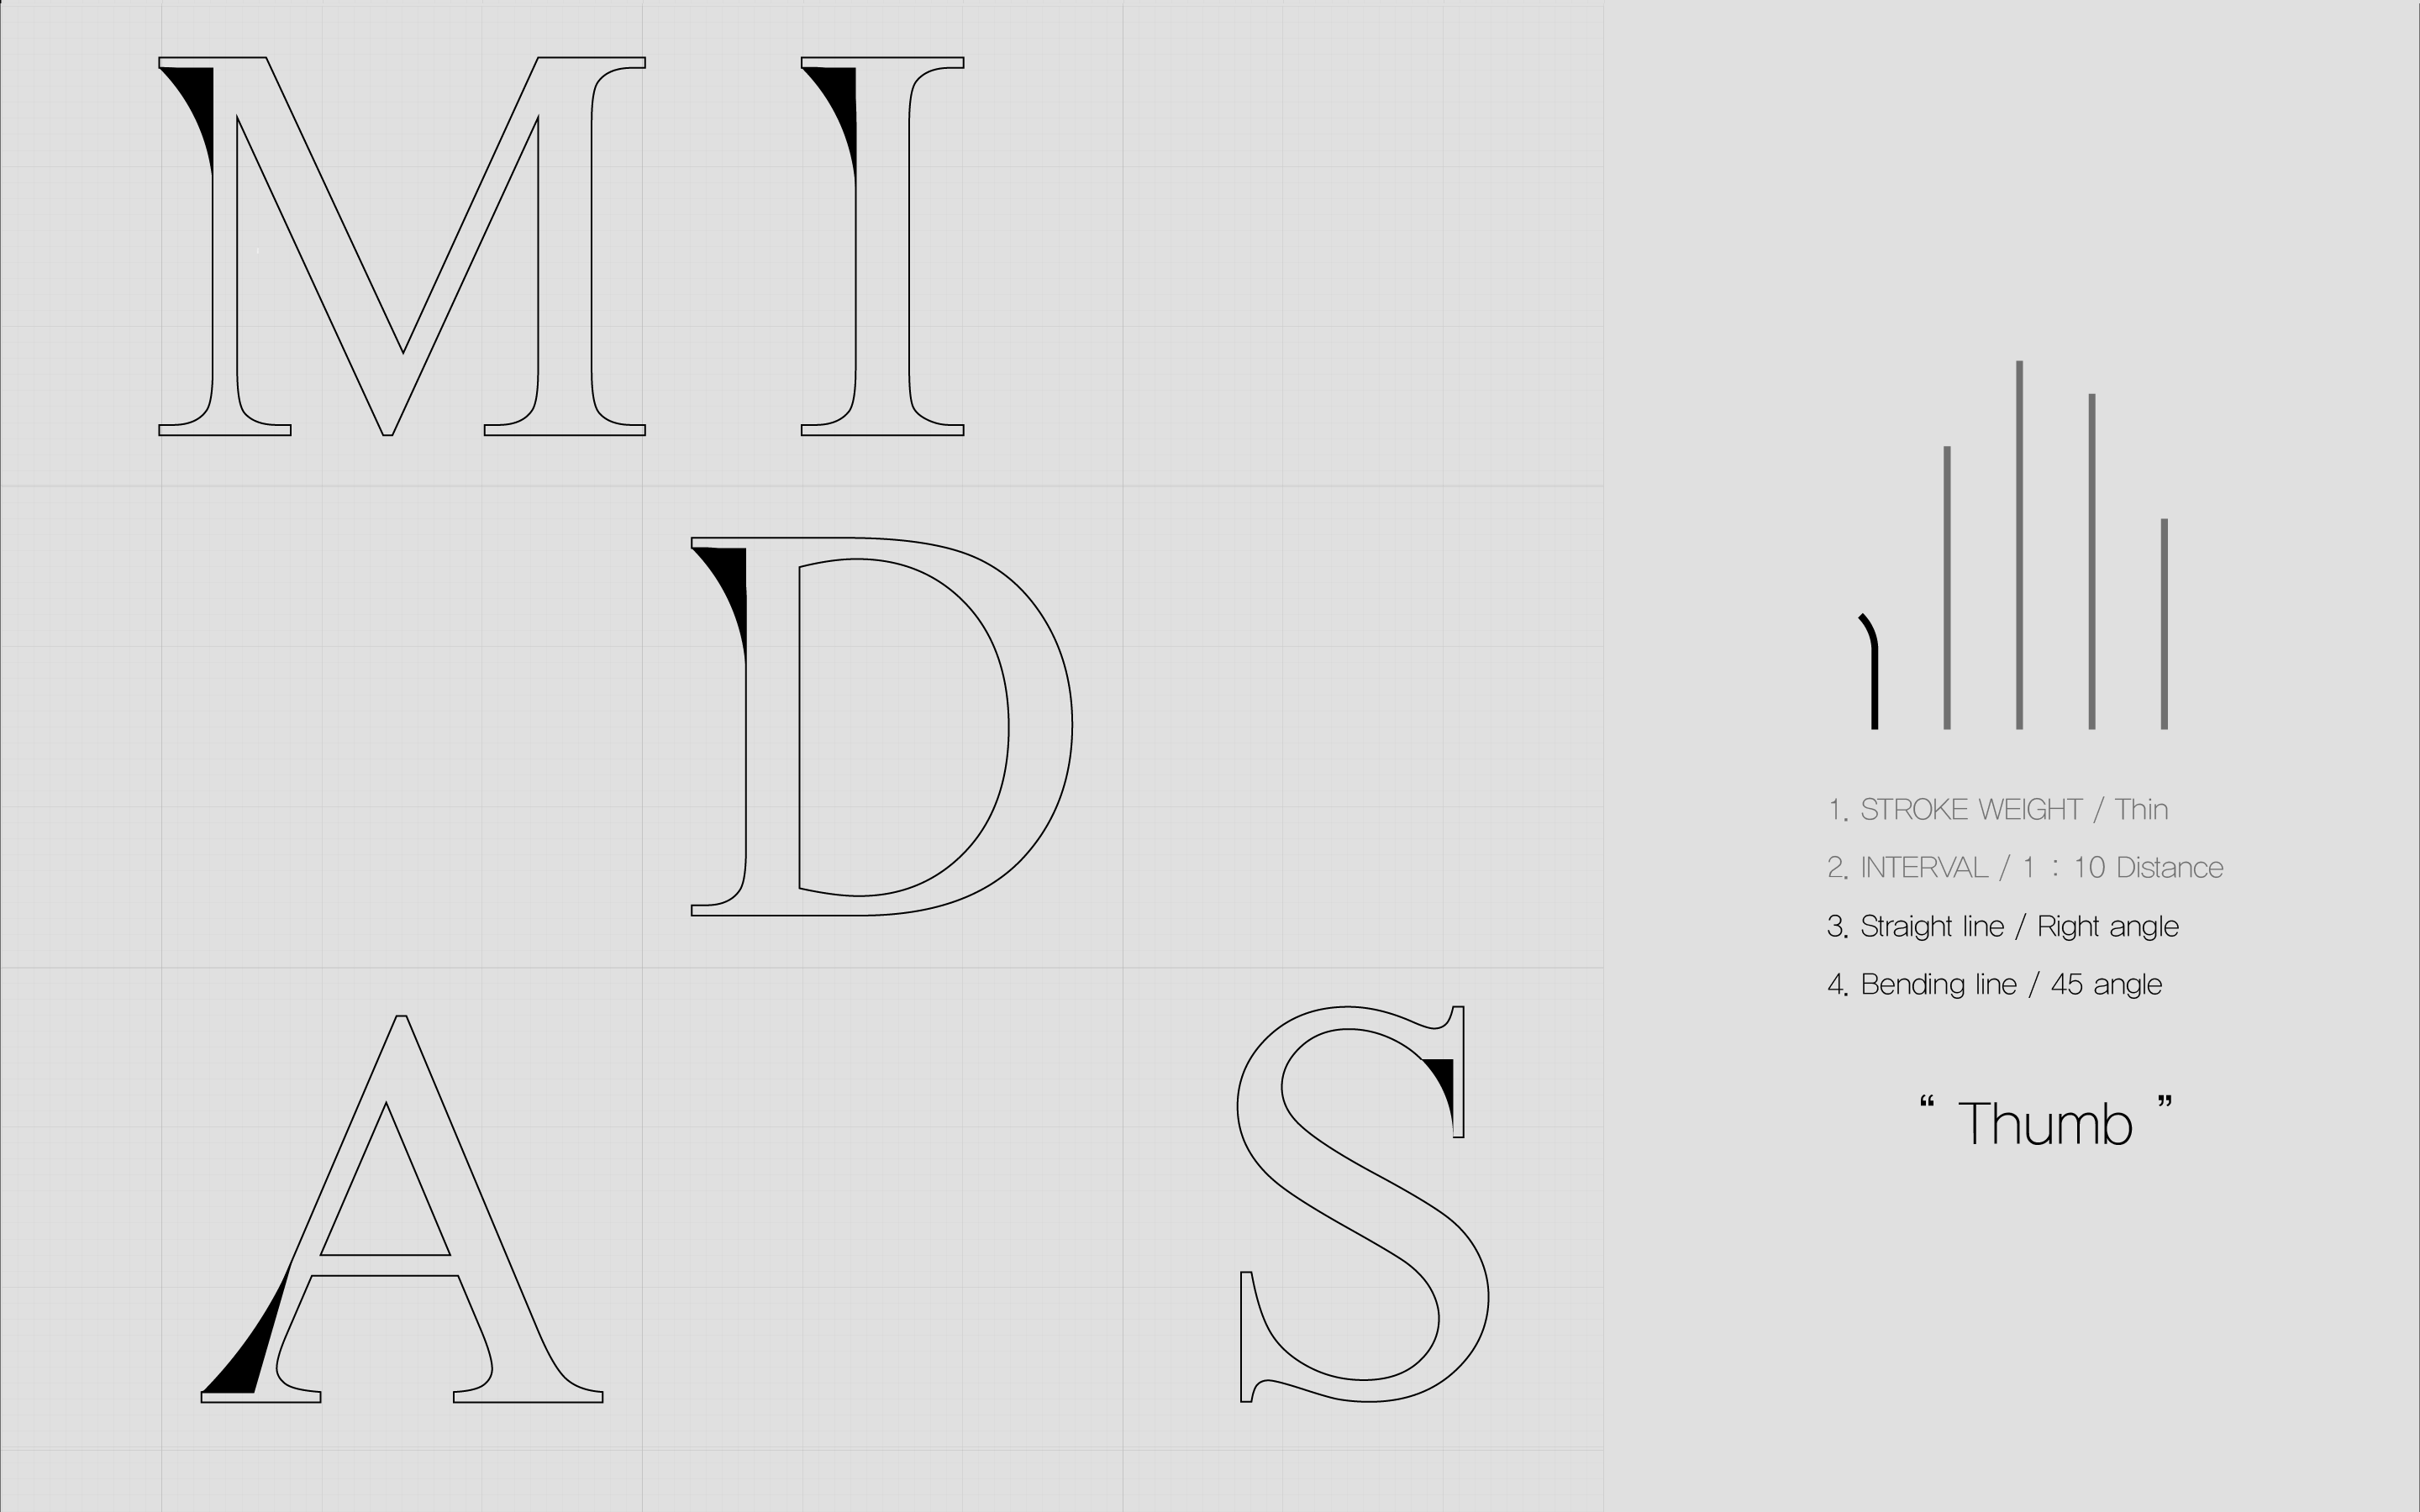 M I
D
A S
1. STROKE WEIGHT / Thin
2. INTERVAL / 1 : 10 Distance
3. Straight line / Right angle
4. Bending line / 45 angle
“ Thumb ”